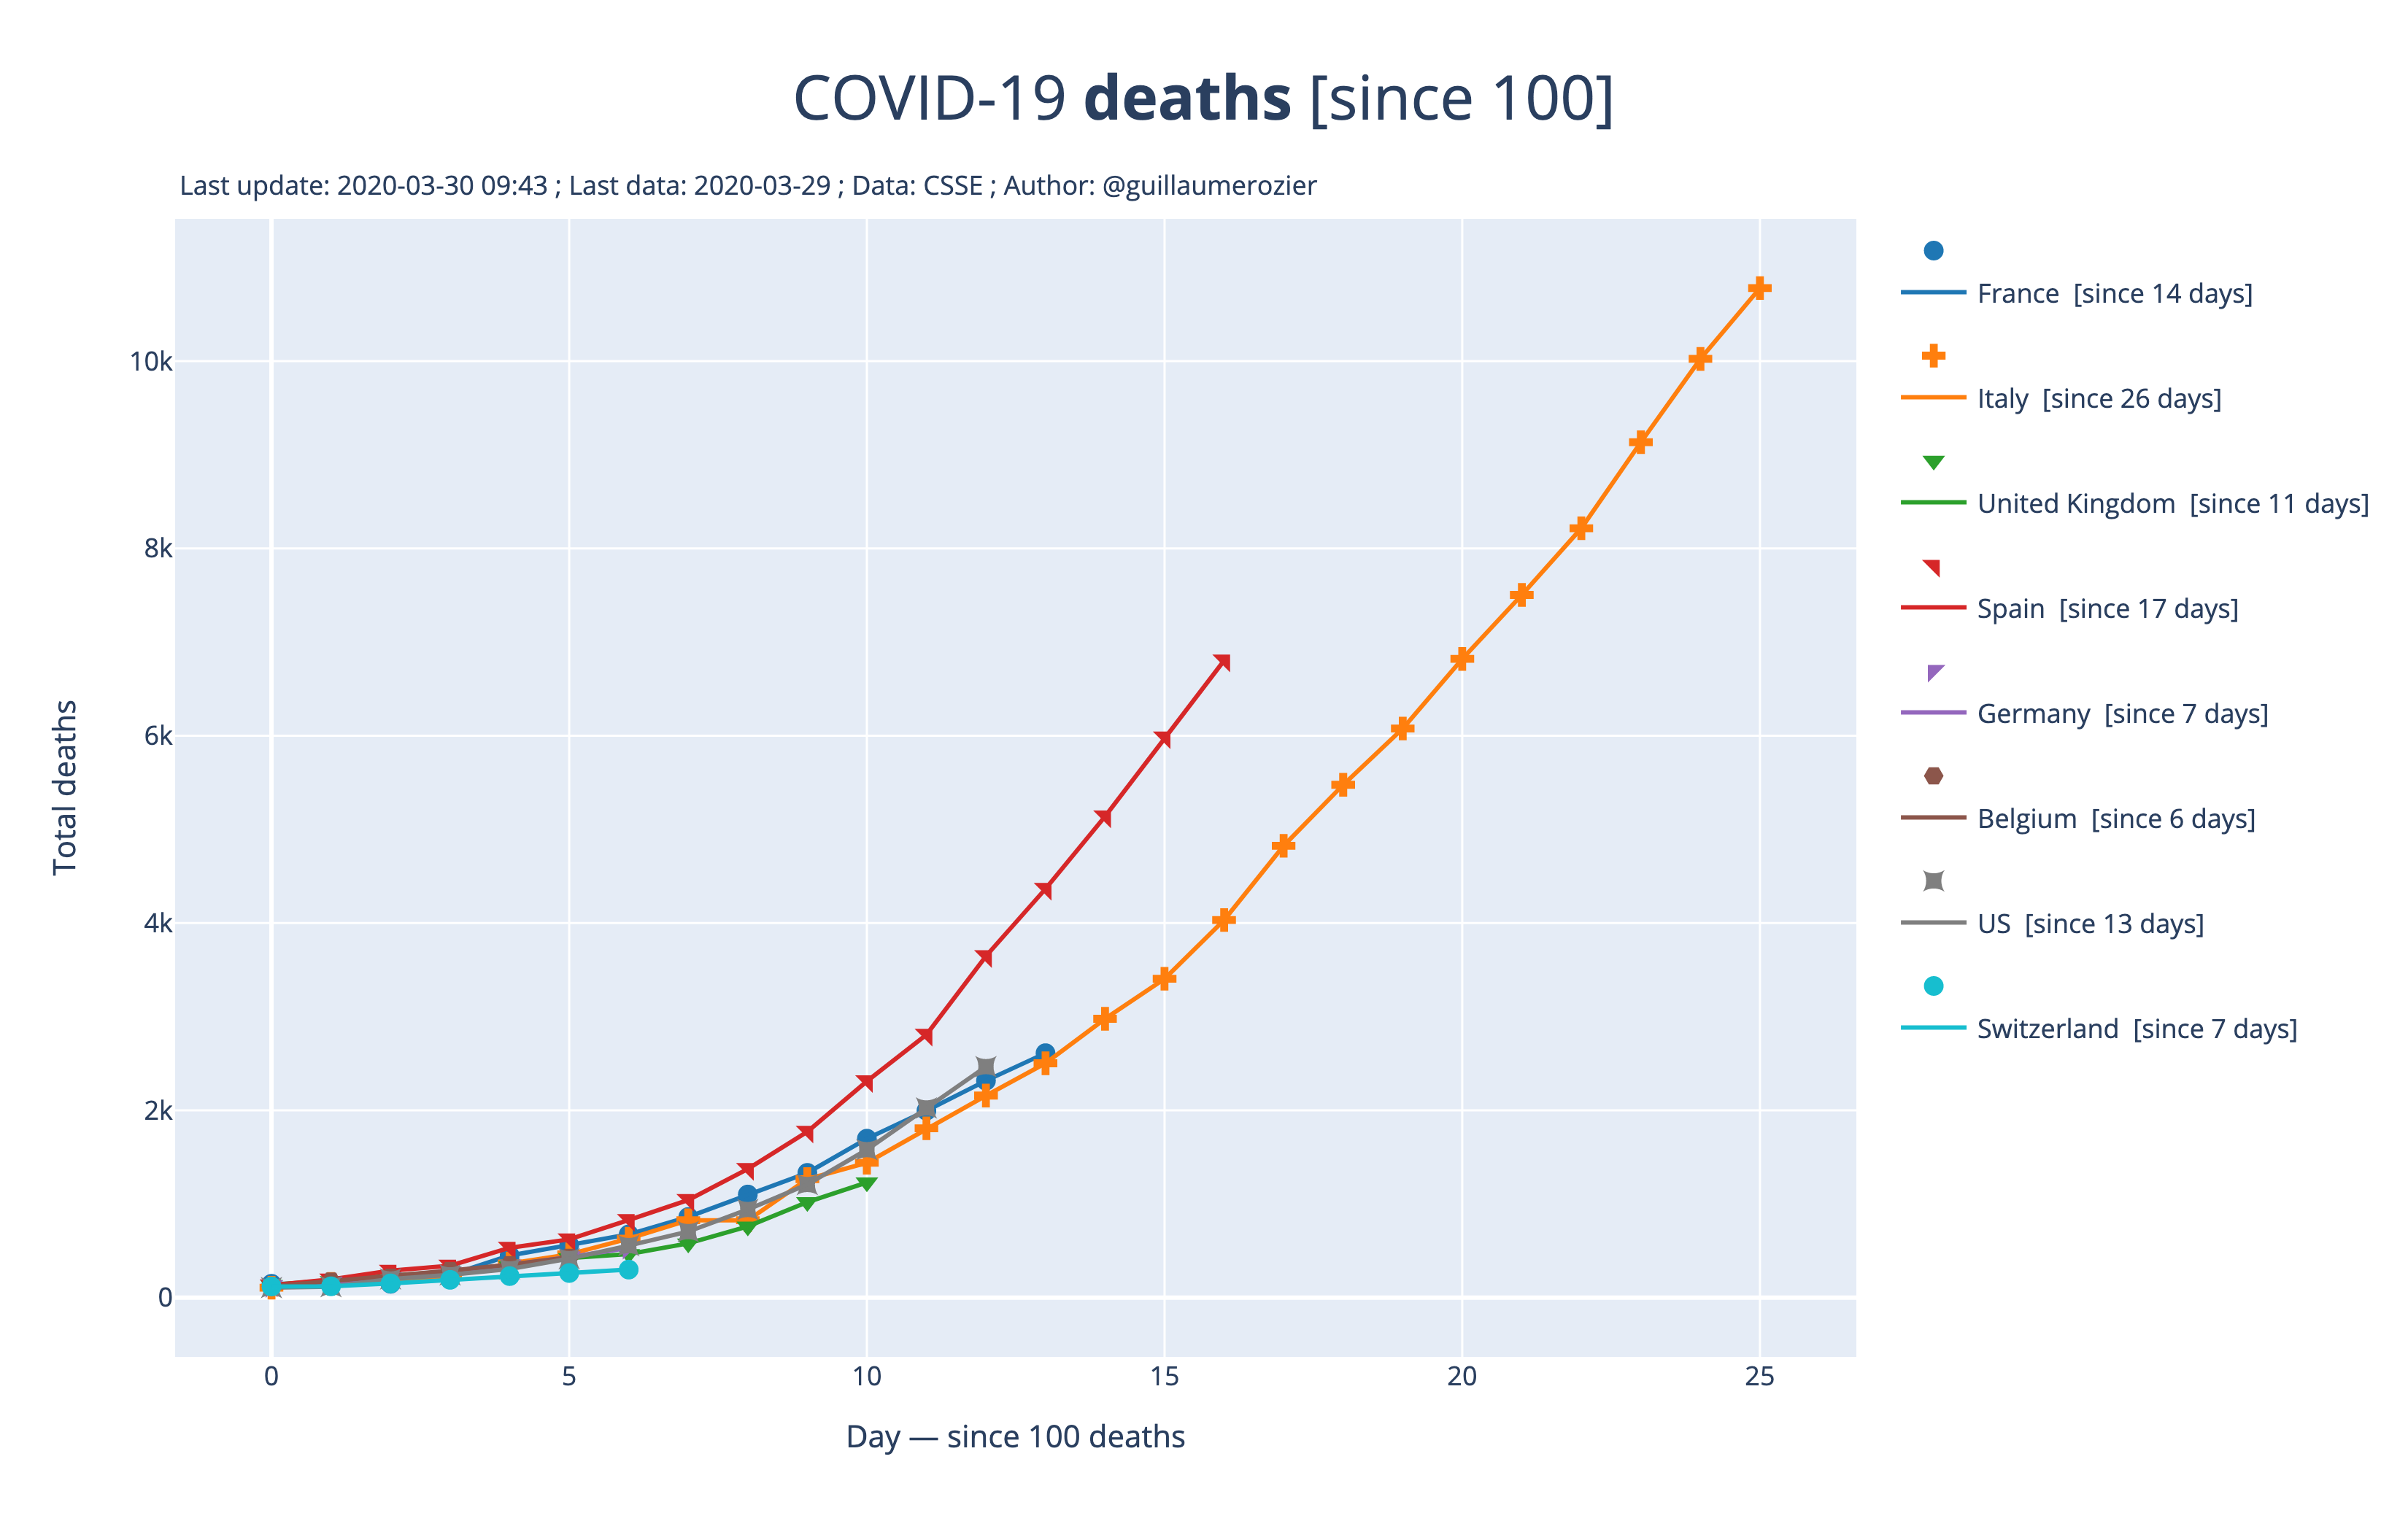 COVID-19 deaths [since 100]
Last update: 2020-03-30 09:43 ; Last data: 2020-03-29 ; Data: CSSE ; Author: @guillaumerozier
Total deaths
10k
8k
6k
4k
2k
0
0 5 10 15 20 25
Day — since 100 deaths
France [since 14 days]
Italy [since 26 days]
United Kingdom [since 11 days]
Spain [since 17 days]
Germany [since 7 days]
Belgium [since 6 days]
US [since 13 days]
Switzerland [since 7 days]